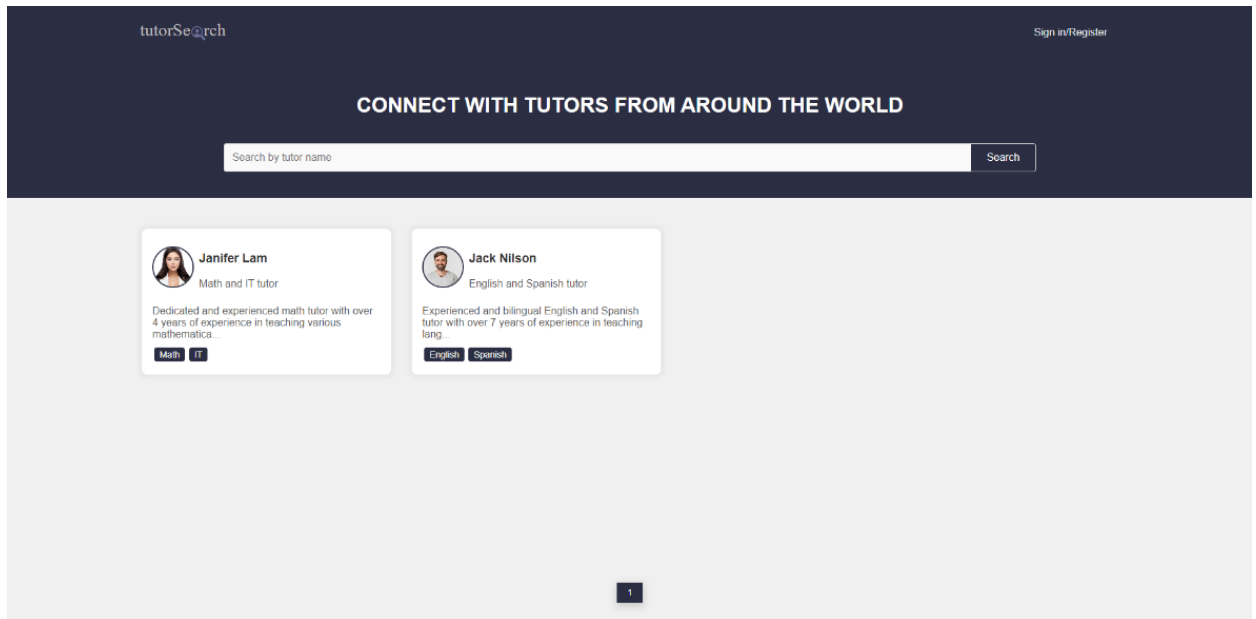 tutorSearch
Sign in/Register
CONNECT WITH TUTORS FROM AROUND THE WORLD
Search by tutor name
Search
Janifer Lam
Math and IT tutor
Dedicated and experienced math tutor with over
4 years of experience in teaching various
mathematica...
Math IT
Jack Nilson
English and Spanish tutor
Experienced and bilingual English and Spanish
tutor with over 7 years of experience in teaching
lang...
English Spanish
1